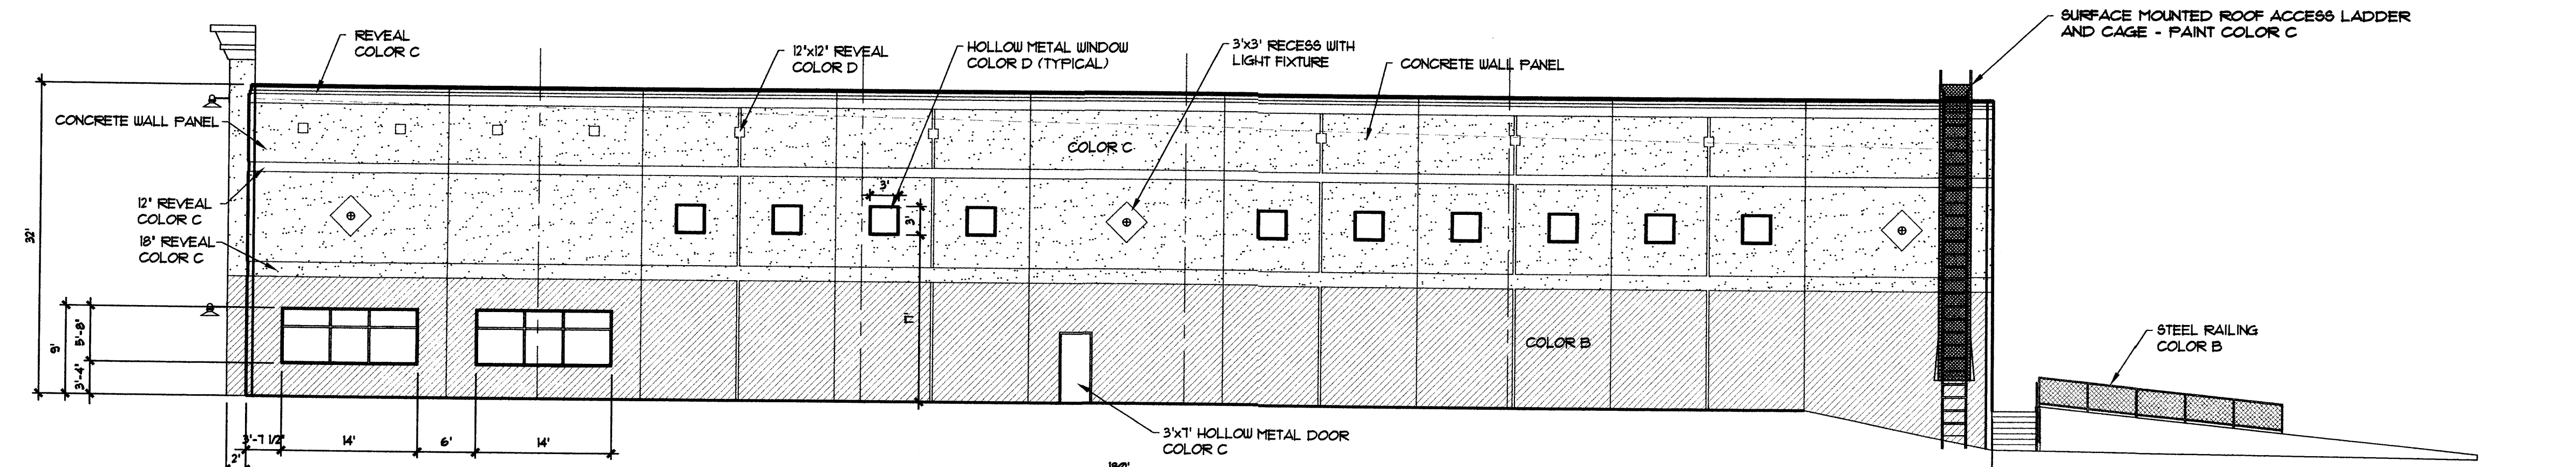 REVEAL
COLOR C
12"x12" REVEAL
COLOR D
HOLLOW METAL WINDOW
COLOR D (TYPICAL)
3'x3' RECESS WITH
LIGHT FIXTURE
CONCRETE WALL PANEL
SURFACE MOUNTED ROOF ACCESS LADDER
AND CAGE - PAINT COLOR C
CONCRETE WALL PANEL
COLOR C
3'
3'
12" REVEAL
COLOR C
18" REVEAL
COLOR C
32'
9'
5'-8"
3'-4"
17'
COLOR B
STEEL RAILING
COLOR B
3'x7' HOLLOW METAL DOOR
COLOR C
3'-7 1/2"
14'
6'
14'
2'